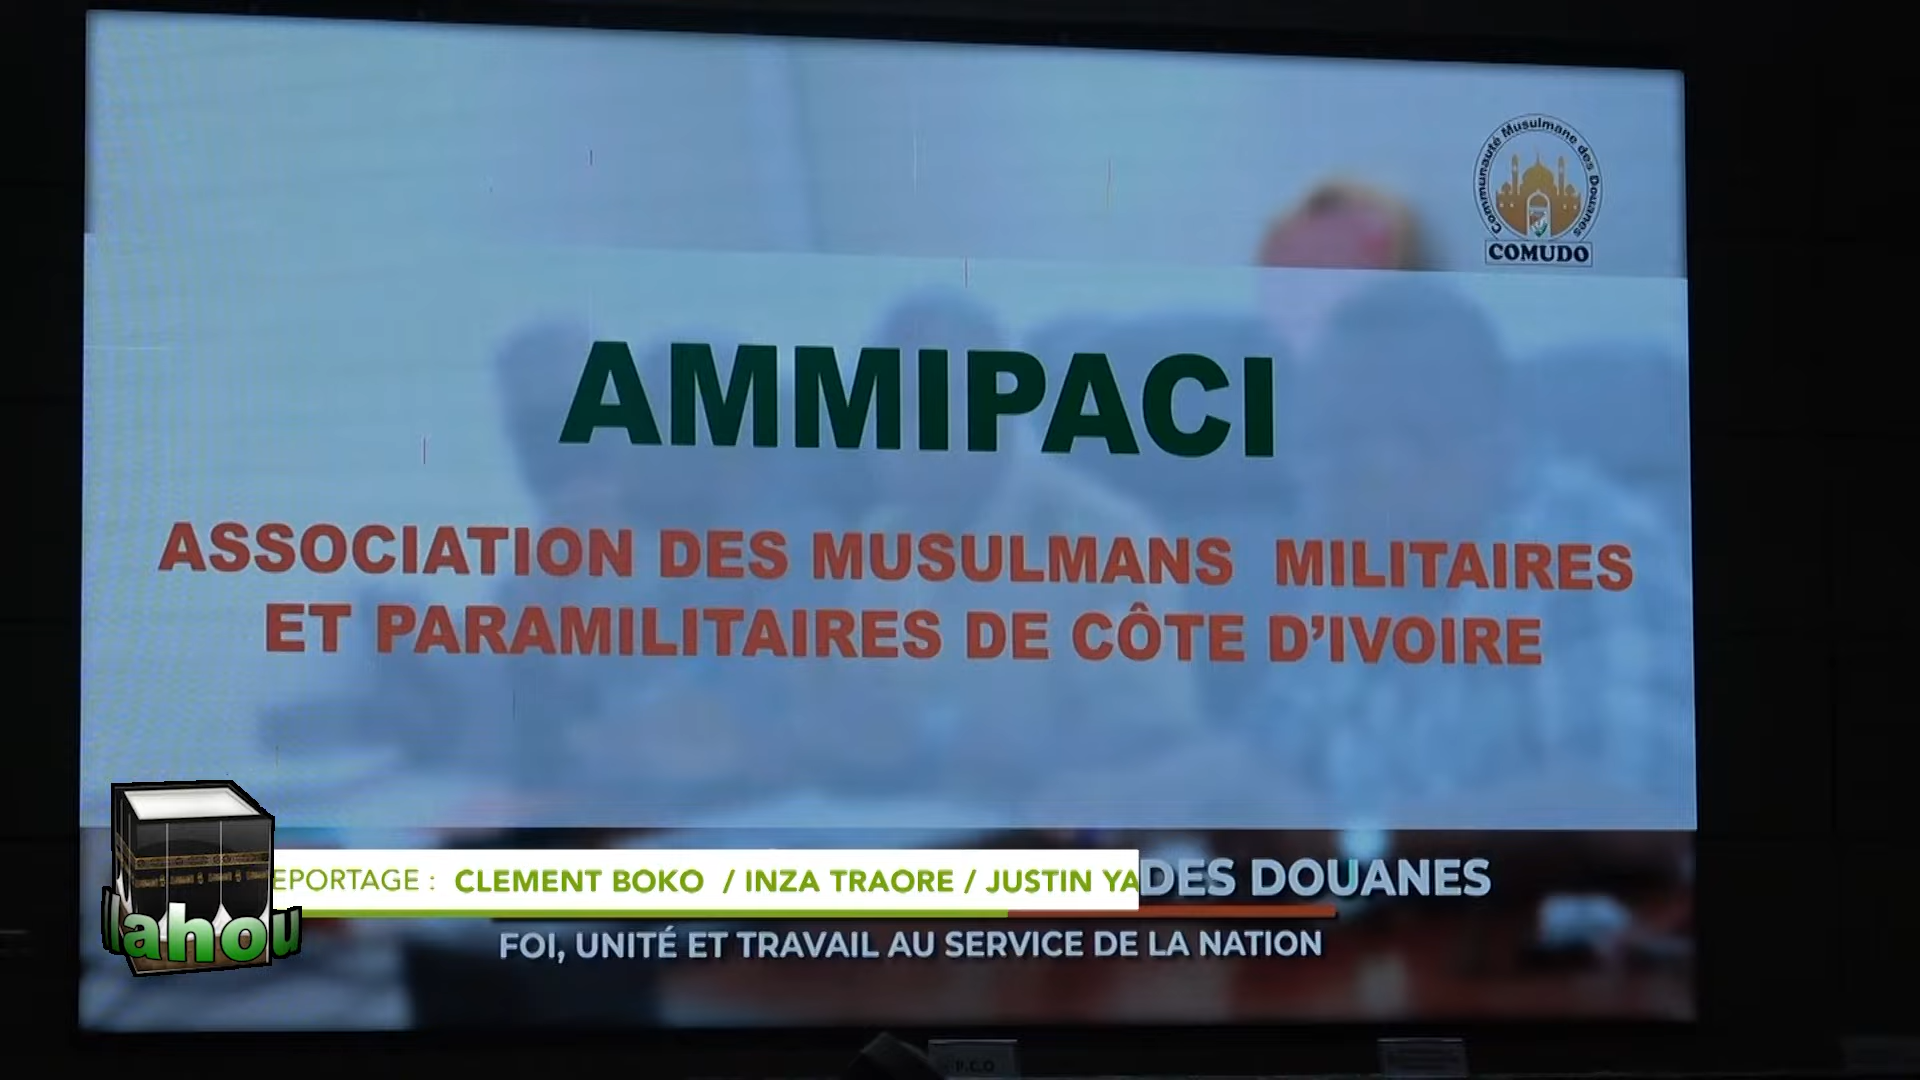 Communauté Musulmane des Douanes
COMUDO
AMMIPACI
ASSOCIATION DES MUSULMANS MILITAIRES
ET PARAMILITAIRES DE CÔTE D'IVOIRE
EPORTAGE : CLEMENT BOKO / INZA TRAORE / JUSTIN YA
DES DOUANES
FOI, UNITÉ ET TRAVAIL AU SERVICE DE LA NATION
lahou